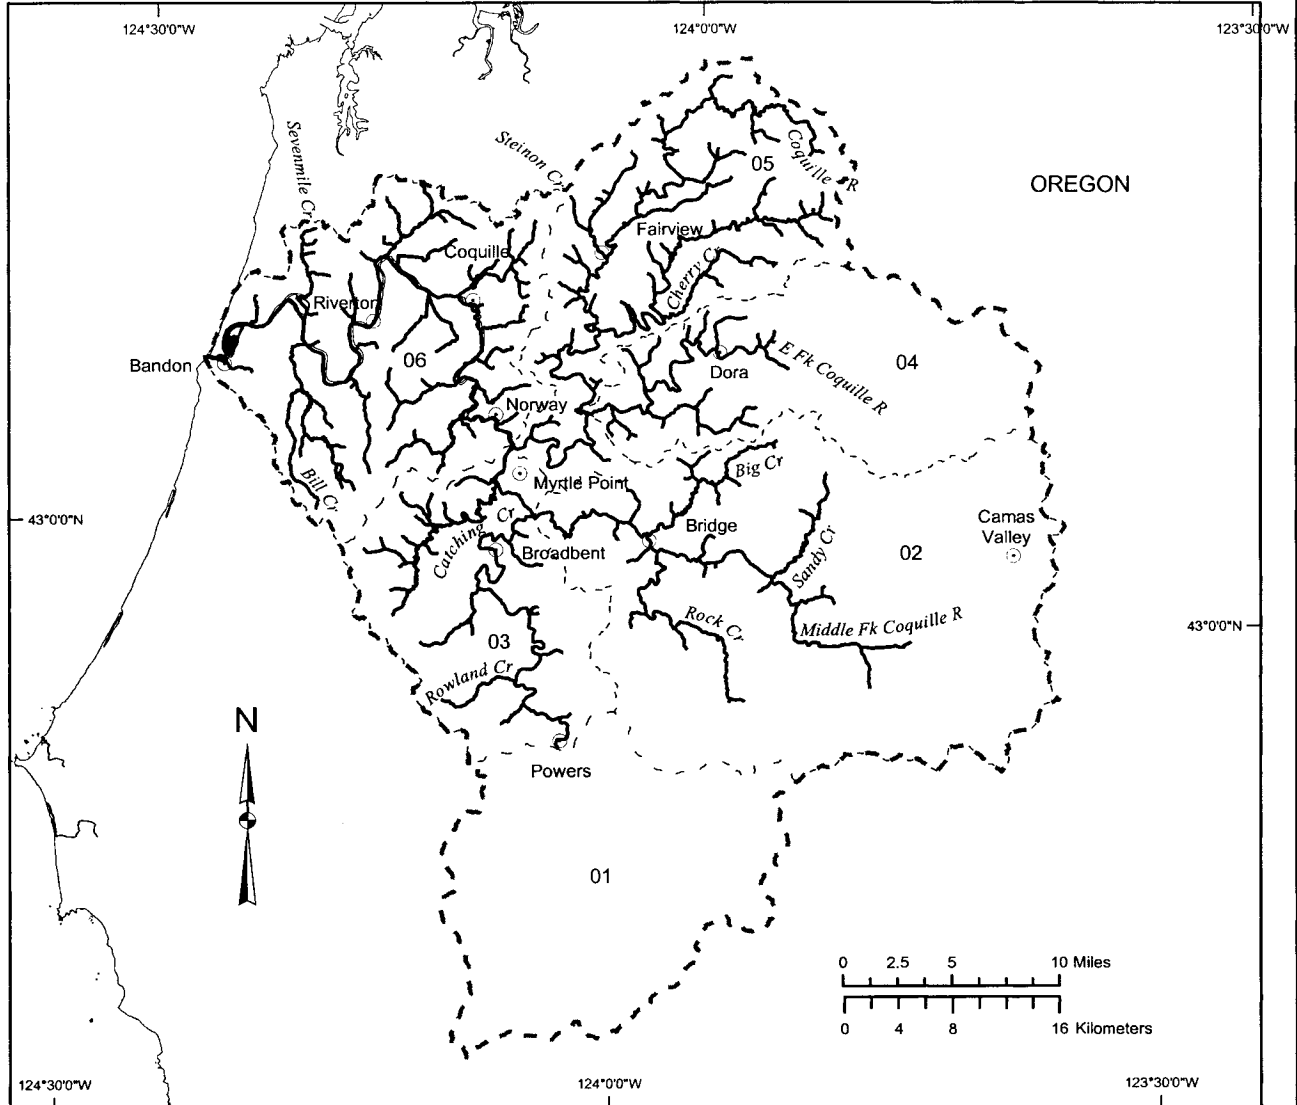 124°30'0"W 124°0'0"W 123°30'0"W
Sevenmile Cr
Steinon Cr
Coquille R
05
OREGON
Fairview
Coquille
Cherry Cr
Riverton
Bandon
06
04
Dora
E Fk Coquille R
Norway
Big Cr
Bill Cr
Myrtle Point
43°0'0"N
Catching Cr
Bridge
Camas
Valley
Broadbent
Sandy Cr
02
Rock Cr
Middle Fk Coquille R
43°0'0"N
03
Rowland Cr
N
Powers
01
0 2.5 5 10 Miles
0 4 8 16 Kilometers
124°30'0"W 124°0'0"W 123°30'0"W